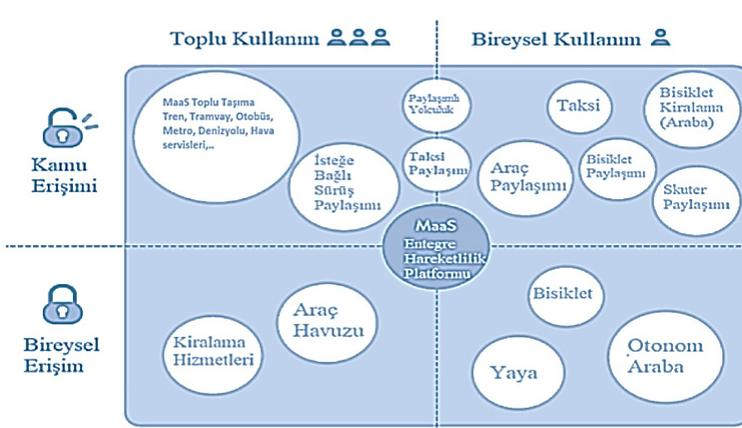 Toplu Kullanım
Bireysel Kullanım
Kamu
Erişimi
MaaS Toplu Taşıma
Tren, Tramvay, Otobüs,
Metro, Denizyolu, Hava
servisleri,..
İsteğe
Bağlı
Sürüş
Paylaşımı
Paylaşımlı
Yolculuk
Taksi
Paylaşımı
Taksi
Bisiklet
Kiralama
(Araba)
Araç
Paylaşımı
Bisiklet
Paylaşımı
Skuter
Paylaşımı
MaaS
Entegre
Hareketlilik
Platformu
Bireysel
Erişim
Kiralama
Hizmetleri
Araç
Havuzu
Bisiklet
Yaya
Otonom
Araba